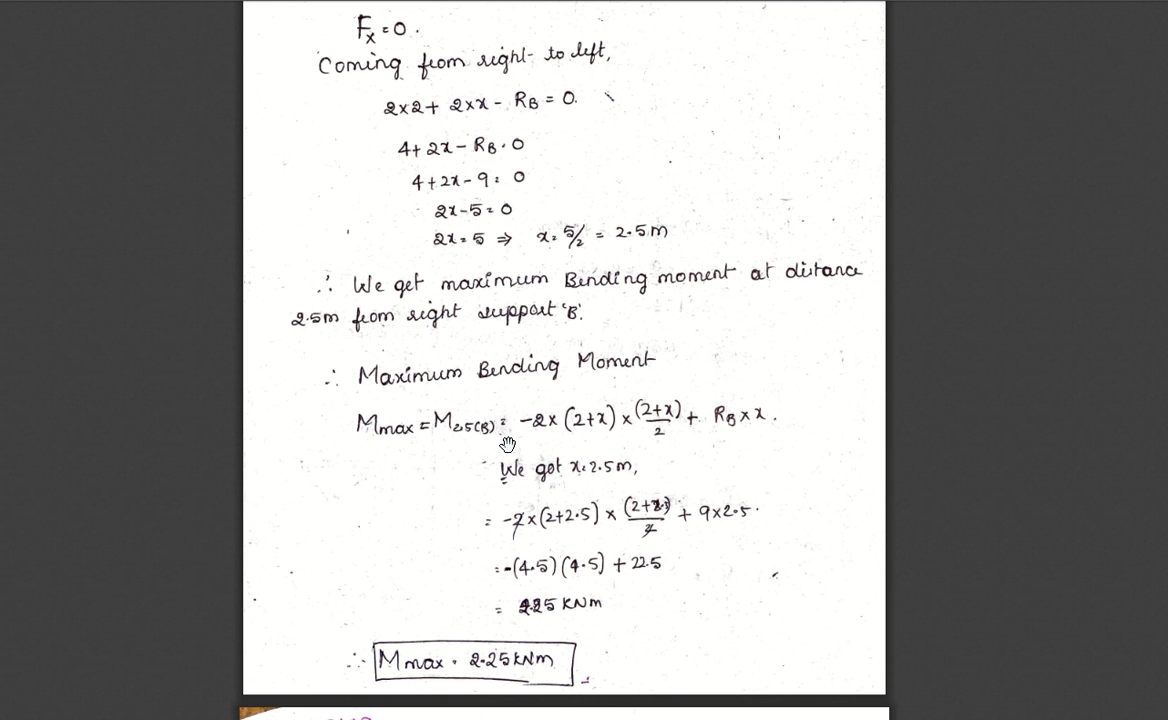 Fx = 0.
Coming from right to left,
2×2 + 2×x - RB = 0.
4 + 2x - RB = 0
4 + 2x - 9 = 0
2x - 5 = 0
2x = 5 ⇒ x = 5/2 = 2.5m
∴ We get maximum Bending moment at distance
2.5m from right support 'B'.
∴ Maximum Bending Moment
Mmax = M2.5(B) = -2×(2+x)×(2+x)/2 + RB×x.
We got x=2.5m,
= -2×(2+2.5)×(2+2.5)/2 + 9×2.5.
= -(4.5)(4.5) + 22.5
= 2.25 KNm
∴ Mmax = 2.25 KNm